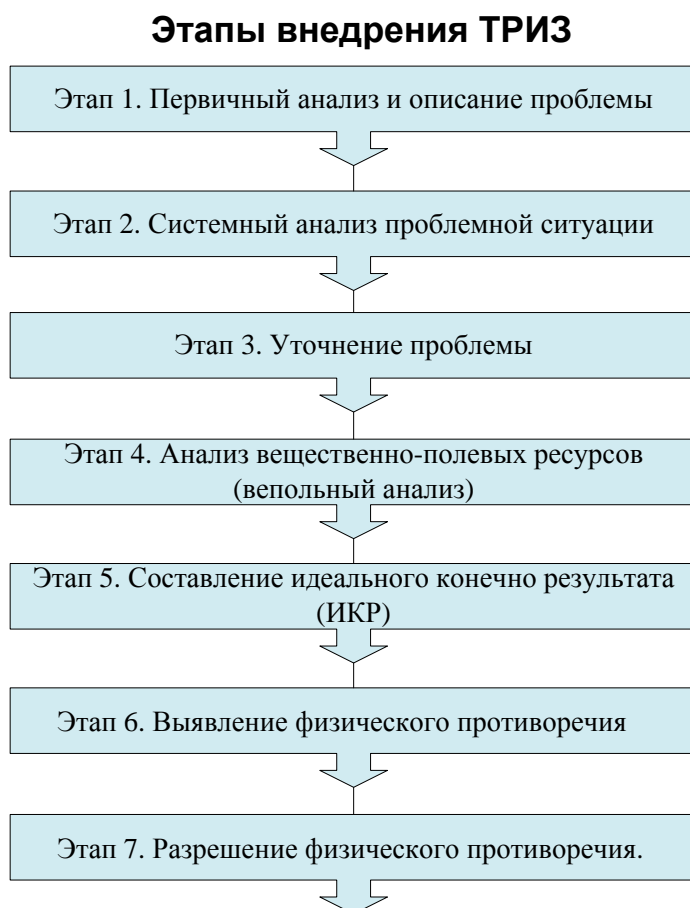 Этапы внедрения ТРИЗ
Этап 1. Первичный анализ и описание проблемы
Этап 2. Системный анализ проблемной ситуации
Этап 3. Уточнение проблемы
Этап 4. Анализ вещественно-полевых ресурсов
(вепольный анализ)
Этап 5. Составление идеального конечно результата
(ИКР)
Этап 6. Выявление физического противоречия
Этап 7. Разрешение физического противоречия.